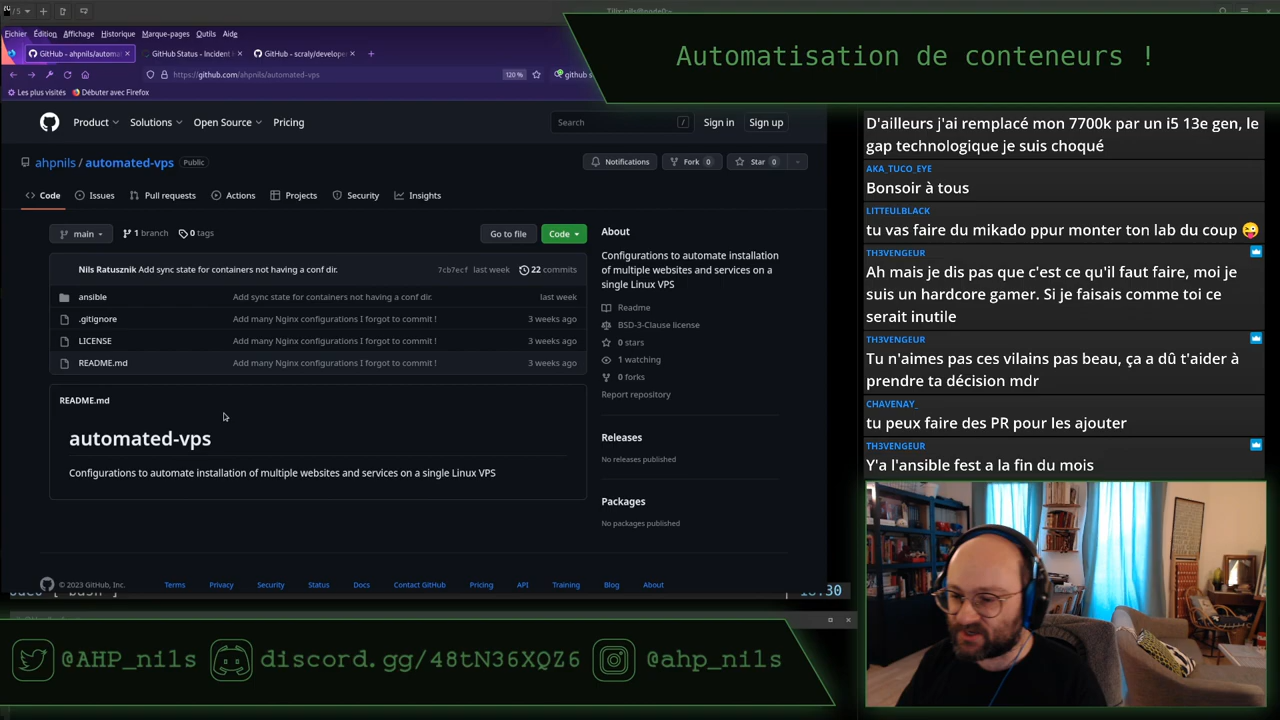 / 5
Tilix: nils@node0:~
Automatisation de conteneurs !
Fichier Édition Affichage Historique Marque-pages Outils Aide
GitHub - ahpnils/automa
GitHub Status - Incident H
GitHub - scraly/develope
https://github.com/ahpnils/automated-vps
120 %
github s
Les plus visités
Débuter avec Firefox
Product
Solutions
Open Source
Pricing
Search
/
Sign in
Sign up
ahpnils / automated-vps
Public
Notifications
Fork 0
Star 0
Code
Issues
Pull requests
Actions
Projects
Security
Insights
main
1 branch
0 tags
Go to file
Code
Nils Ratusznik Add sync state for containers not having a conf dir.
7cb7ecf last week
22 commits
ansible
Add sync state for containers not having a conf dir.
last week
.gitignore
Add many Nginx configurations I forgot to commit !
3 weeks ago
LICENSE
Add many Nginx configurations I forgot to commit !
3 weeks ago
README.md
Add many Nginx configurations I forgot to commit !
3 weeks ago
README.md
automated-vps
Configurations to automate installation of multiple websites and services on a single Linux VPS
About
Configurations to automate installation
of multiple websites and services on a
single Linux VPS
Readme
BSD-3-Clause license
0 stars
1 watching
0 forks
Report repository
Releases
No releases published
Packages
No packages published
© 2023 GitHub, Inc.
Terms
Privacy
Security
Status
Docs
Contact GitHub
Pricing
API
Training
Blog
About
D'ailleurs j'ai remplacé mon 7700k par un i5 13e gen, le
gap technologique je suis choqué
AKA_TUCO_EYE
Bonsoir à tous
LITTEULBLACK
tu vas faire du mikado ppur monter ton lab du coup 😜
TH3VENGEUR
Ah mais je dis pas que c'est ce qu'il faut faire, moi je
suis un hardcore gamer. Si je faisais comme toi ce
serait inutile
TH3VENGEUR
Tu n'aimes pas ces vilains pas beau, ça a dû t'aider à
prendre ta décision mdr
CHAVENAY_
tu peux faire des PR pour les ajouter
TH3VENGEUR
Y'a l'ansible fest a la fin du mois
@AHP_nils
discord.gg/48tN36XQZ6
@ahp_nils